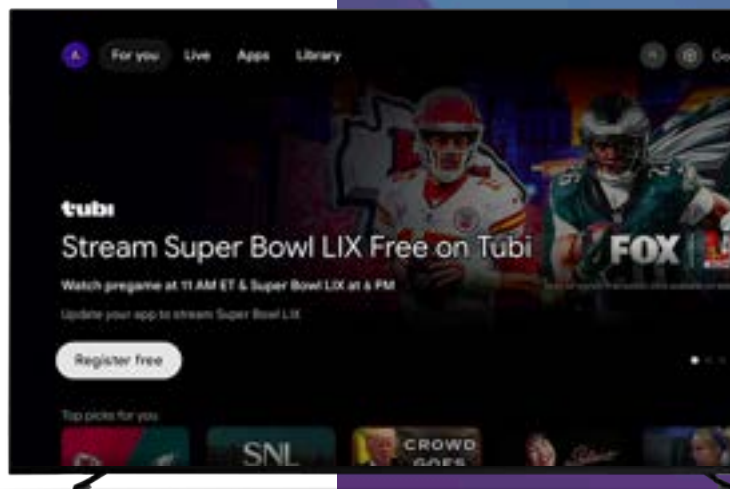 For you Live Apps Library
tubi
Stream Super Bowl LIX Free on Tubi
FOX
Watch pregame at 11 AM ET & Super Bowl LIX at 6 PM
Update your app to stream Super Bowl LIX
Register free
Top picks for you
SNL
CROWD
GOES